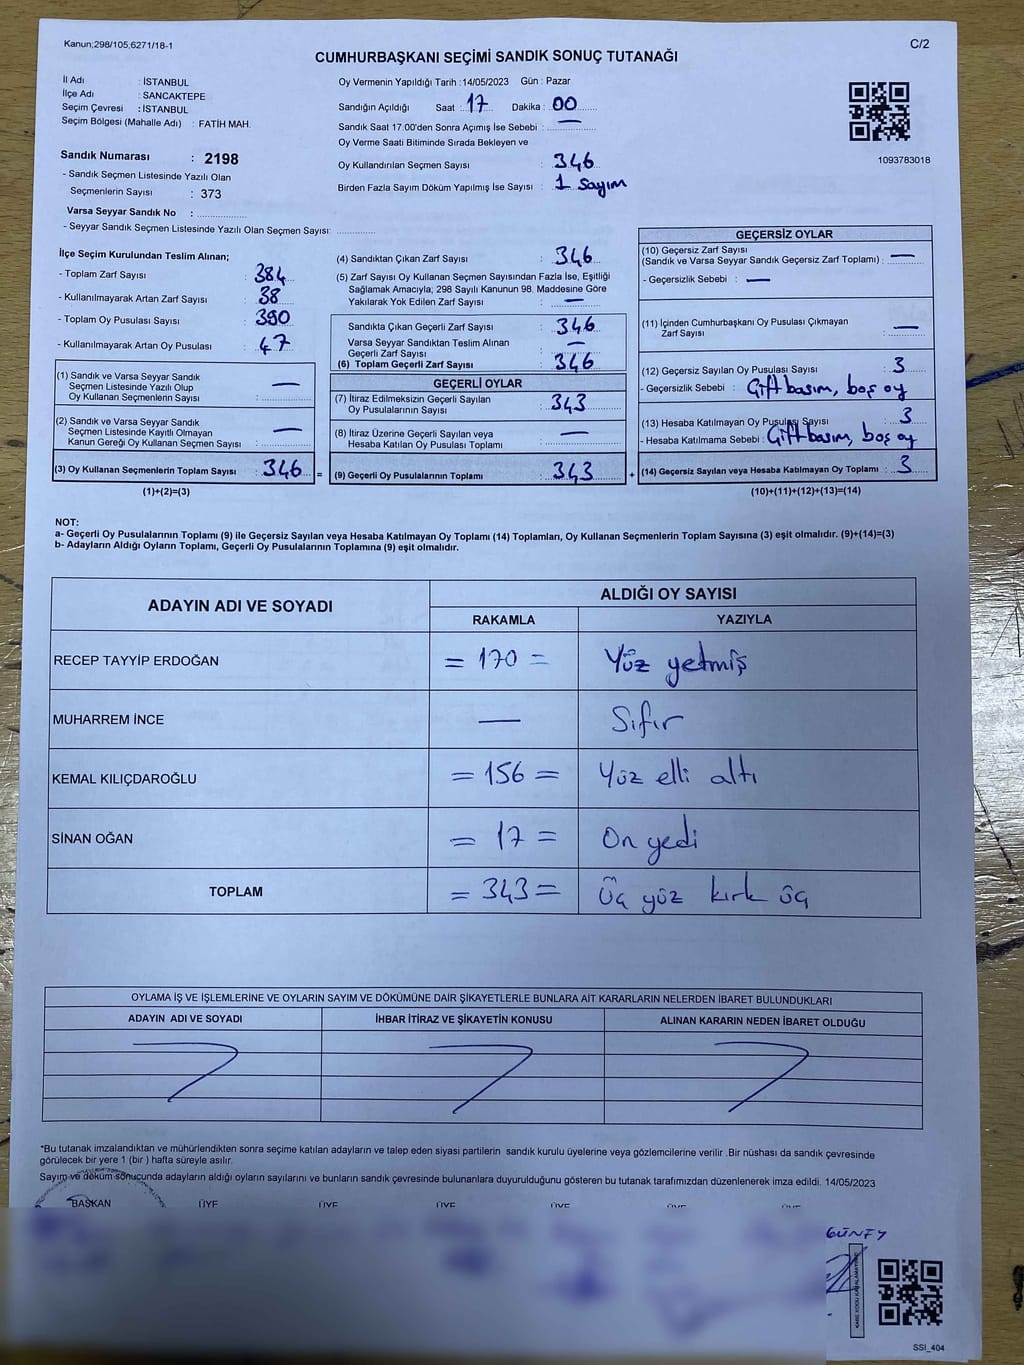 Kanun;298/105,6271/18-1
C/2
CUMHURBAŞKANI SEÇİMİ SANDIK SONUÇ TUTANAĞI
İl Adı : İSTANBUL
İlçe Adı : SANCAKTEPE
Seçim Çevresi : İSTANBUL
Seçim Bölgesi (Mahalle Adı) : FATİH MAH.
Sandık Numarası : 2198
- Sandık Seçmen Listesinde Yazılı Olan
Seçmenlerin Sayısı : 373
Varsa Seyyar Sandık No : ..............
- Seyyar Sandık Seçmen Listesinde Yazılı Olan Seçmen Sayısı: ............
Oy Vermenin Yapıldığı Tarih :14/05/2023 Gün : Pazar
Sandığın Açıldığı Saat : 17 Dakika : 00
Sandık Saat 17:00'den Sonra Açımış İse Sebebi : —
Oy Verme Saati Bitiminde Sırada Bekleyen ve
Oy Kullandırılan Seçmen Sayısı : 346
Birden Fazla Sayım Döküm Yapılmış İse Sayısı : 1 Sayım
1093783018
İlçe Seçim Kurulundan Teslim Alınan;
- Toplam Zarf Sayısı : 384
- Kullanılmayarak Artan Zarf Sayısı : 38
- Toplam Oy Pusulası Sayısı : 390
- Kullanılmayarak Artan Oy Pusulası : 47
(1) Sandık ve Varsa Seyyar Sandık
Seçmen Listesinde Yazılı Olup
Oy Kullanan Seçmenlerin Sayısı : —
(2) Sandık ve Varsa Seyyar Sandık
Seçmen Listesinde Kayıtlı Olmayan
Kanun Gereği Oy Kullanan Seçmen Sayısı : —
(3) Oy Kullanan Seçmenlerin Toplam Sayısı : 346 =
(1)+(2)=(3)
(4) Sandıktan Çıkan Zarf Sayısı : 346
(5) Zarf Sayısı Oy Kullanan Seçmen Sayısından Fazla İse, Eşitliği
Sağlamak Amacıyla; 298 Sayılı Kanunun 98. Maddesine Göre
Yakılarak Yok Edilen Zarf Sayısı : —
Sandıkta Çıkan Geçerli Zarf Sayısı : 346
Varsa Seyyar Sandıktan Teslim Alınan
Geçerli Zarf Sayısı : —
(6) Toplam Geçerli Zarf Sayısı : 346
GEÇERLİ OYLAR
(7) İtiraz Edilmeksizin Geçerli Sayılan
Oy Pusulalarının Sayısı : 343
(8) İtiraz Üzerine Geçerli Sayılan veya
Hesaba Katılan Oy Pusulası Toplamı : —
(9) Geçerli Oy Pusulalarının Toplamı : 343 +
GEÇERSİZ OYLAR
(10) Geçersiz Zarf Sayısı
(Sandık ve Varsa Seyyar Sandık Geçersiz Zarf Toplamı) : —
- Geçersizlik Sebebi : —
(11) İçinden Cumhurbaşkanı Oy Pusulası Çıkmayan
Zarf Sayısı : —
(12) Geçersiz Sayılan Oy Pusulası Sayısı : 3
- Geçersizlik Sebebi : Çift basım, boş oy
(13) Hesaba Katılmayan Oy Pusulası Sayısı : 3
- Hesaba Katılmama Sebebi : Çift basım, boş oy
(14) Geçersiz Sayılan veya Hesaba Katılmayan Oy Toplamı : 3
(10)+(11)+(12)+(13)=(14)
NOT:
a- Geçerli Oy Pusulalarının Toplamı (9) ile Geçersiz Sayılan veya Hesaba Katılmayan Oy Toplamı (14) Toplamları, Oy Kullanan Seçmenlerin Toplam Sayısına (3) eşit olmalıdır. (9)+(14)=(3)
b- Adayların Aldığı Oyların Toplamı, Geçerli Oy Pusulalarının Toplamına (9) eşit olmalıdır.
ADAYIN ADI VE SOYADI
ALDIĞI OY SAYISI
RAKAMLA YAZIYLA
RECEP TAYYİP ERDOĞAN = 170 = Yüz yetmiş
MUHARREM İNCE — Sıfır
KEMAL KILIÇDAROĞLU = 156 = Yüz elli altı
SİNAN OĞAN = 17 = On yedi
TOPLAM = 343 = Üç yüz kırk üç
OYLAMA İŞ VE İŞLEMLERİNE VE OYLARIN SAYIM VE DÖKÜMÜNE DAİR ŞİKAYETLERLE BUNLARA AİT KARARLARIN NELERDEN İBARET BULUNDUKLARI
ADAYIN ADI VE SOYADI İHBAR İTİRAZ VE ŞİKAYETİN KONUSU ALINAN KARARIN NEDEN İBARET OLDUĞU
*Bu tutanak imzalandıktan ve mühürlendikten sonra seçime katılan adayların ve talep eden siyasi partilerin sandık kurulu üyelerine veya gözlemcilerine verilir .Bir nüshası da sandık çevresinde
görülecek bir yere 1 (bir ) hafta süreyle asılır.
Sayım ve döküm sonucunda adayların aldığı oyların sayılarını ve bunların sandık çevresinde bulunanlara duyurulduğunu gösteren bu tutanak tarafımızdan düzenlenerek imza edildi. 14/05/2023
BAŞKAN ÜYE ÜYE ÜYE ÜYE ÜYE ÜYE
GÜNEY
SSI_404